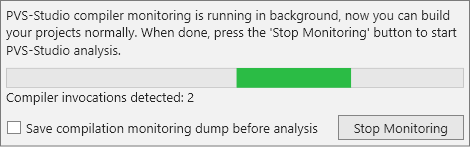 PVS-Studio compiler monitoring is running in background, now you can build
your projects normally. When done, press the 'Stop Monitoring' button to start
PVS-Studio analysis.
Compiler invocations detected: 2
Save compilation monitoring dump before analysis
Stop Monitoring